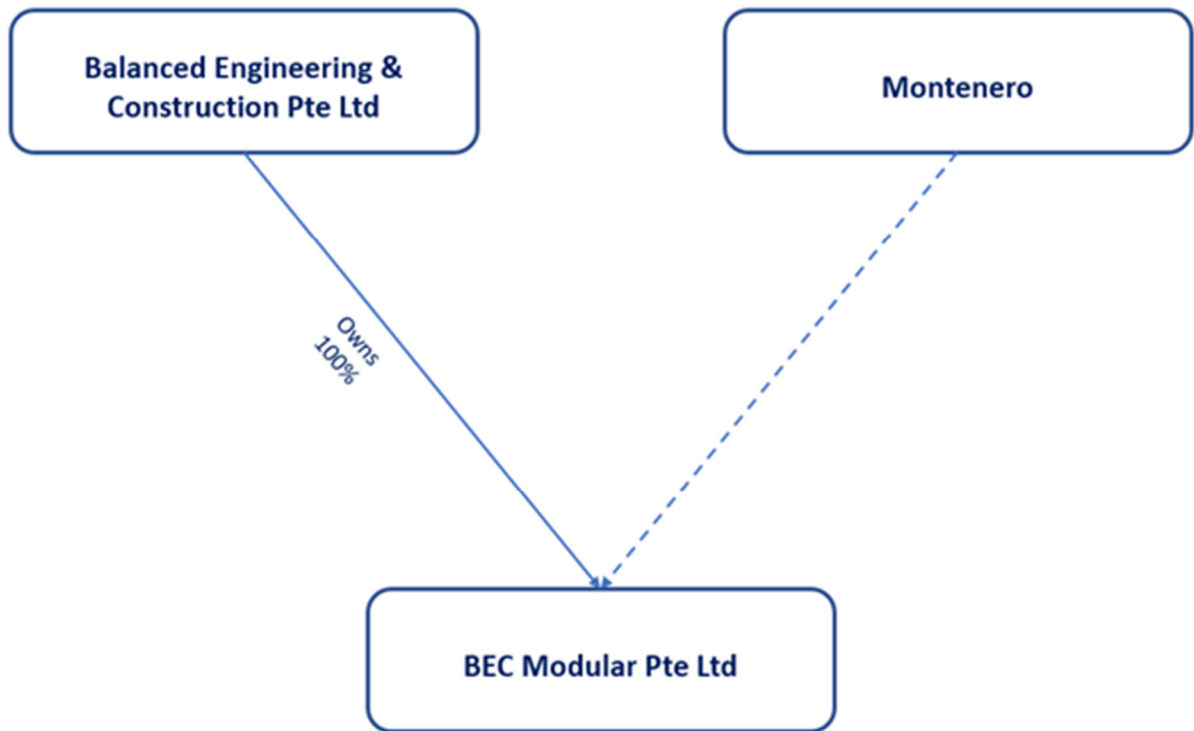 Balanced Engineering &
Construction Pte Ltd
Montenero
Owns
100%
BEC Modular Pte Ltd